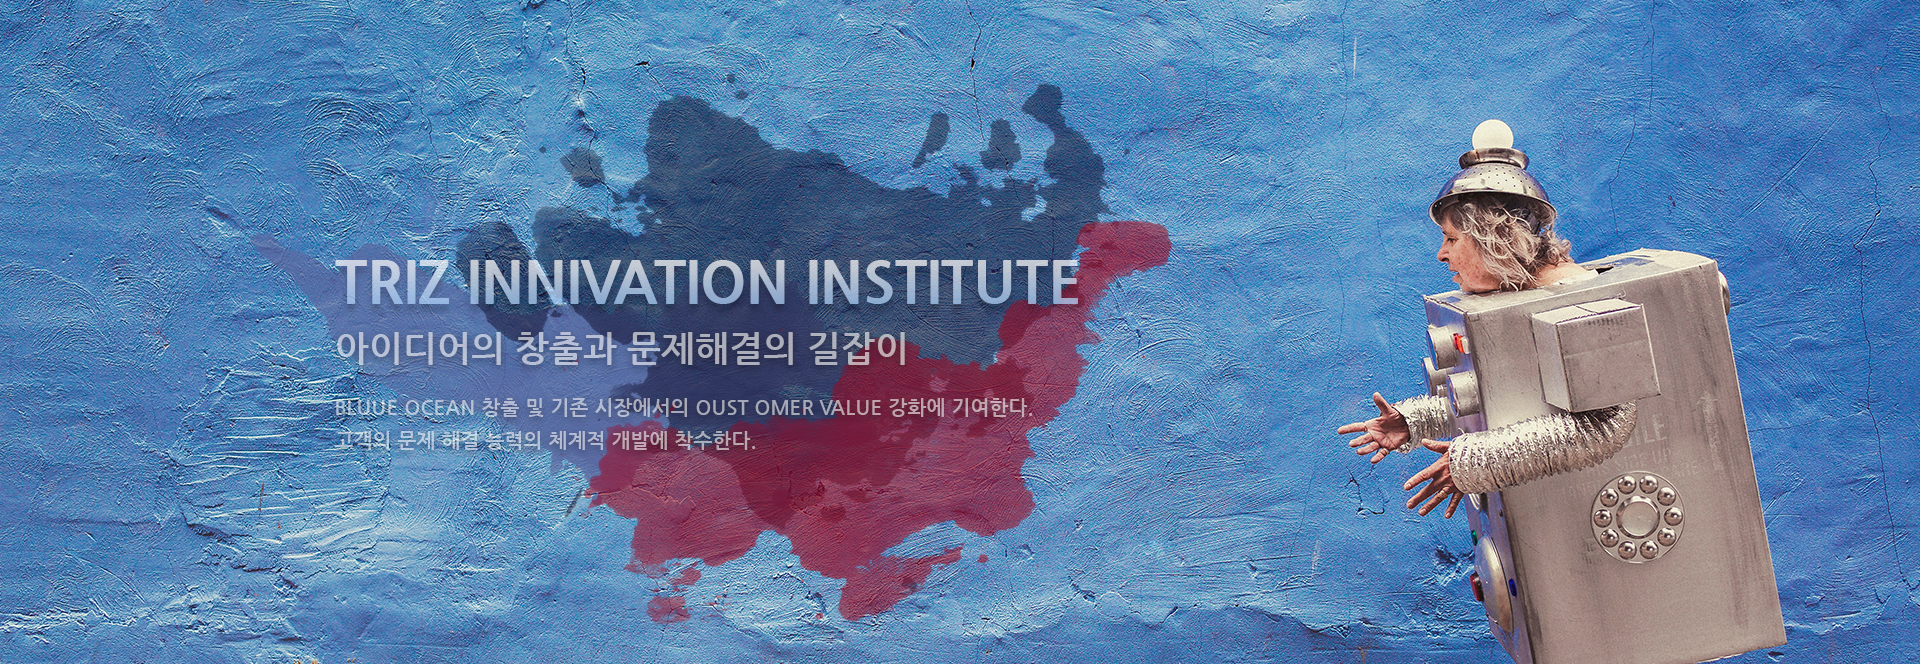 TRIZ INNIVATION INSTITUTE
아이디어의 창출과 문제해결의 길잡이
BLUUE OCEAN 창출 및 기존 시장에서의 OUST OMER VALUE 강화에 기여한다.
고객의 문제 해결 능력의 체계적 개발에 착수한다.